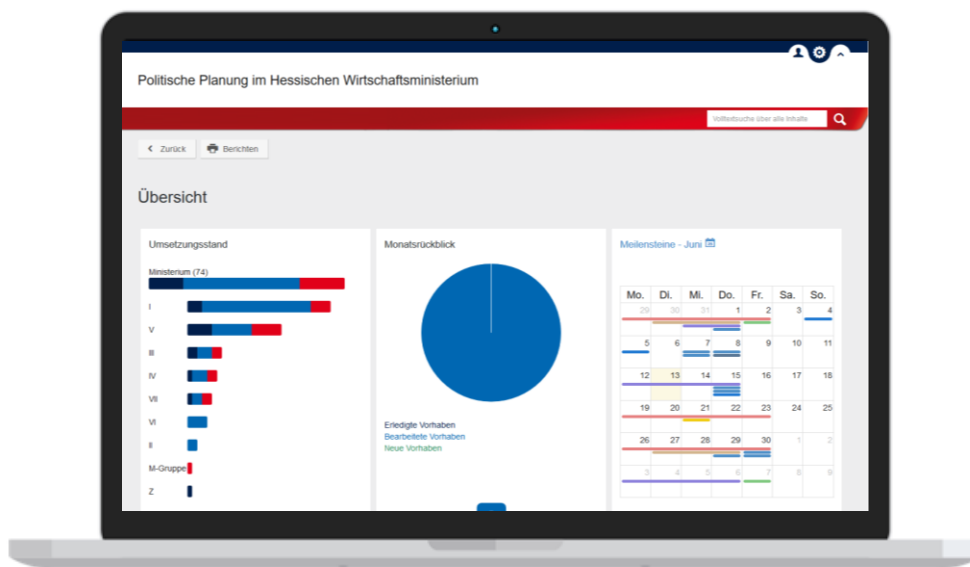 Politische Planung im Hessischen Wirtschaftsministerium
Volltextsuche über alle Inhalte
Zurück
Berichten
Übersicht
Umsetzungsstand
Ministerium (74)
I
V
III
IV
VII
VI
II
M-Gruppe
Z
Monatsrückblick
Erledigte Vorhaben
Bearbeitete Vorhaben
Neue Vorhaben
Meilensteine - Juni
Mo. Di. Mi. Do. Fr. Sa. So.
29 30 31 1 2 3 4
5 6 7 8 9 10 11
12 13 14 15 16 17 18
19 20 21 22 23 24 25
26 27 28 29 30 1 2
3 4 5 6 7 8 9